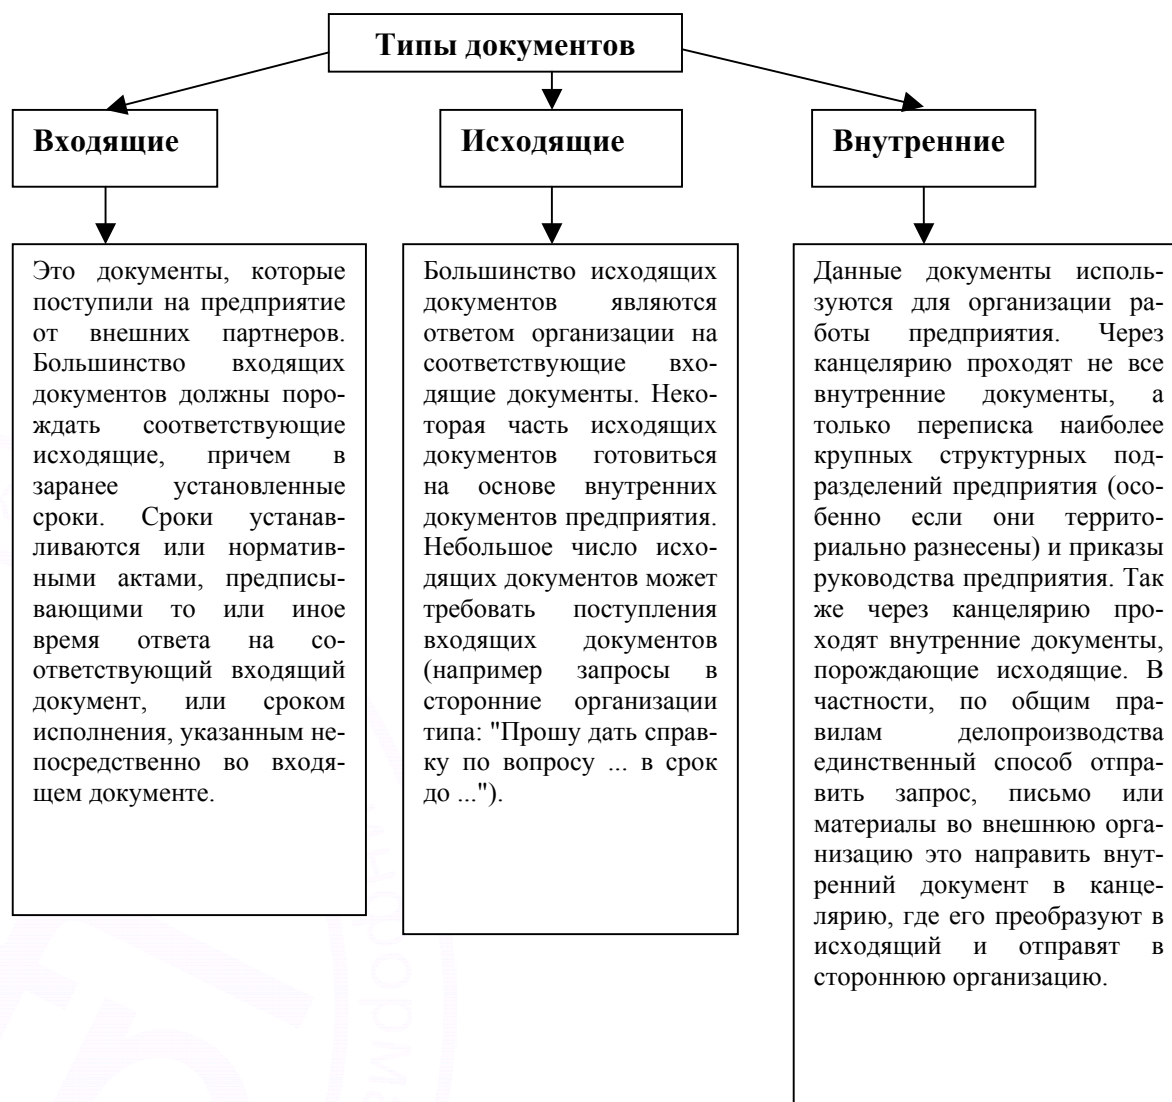 Типы документов
Входящие
Исходящие
Внутренние
Это документы, которые
поступили на предприятие
от внешних партнеров.
Большинство входящих
документов должны поро-
ждать соответствующие
исходящие, причем в
заранее установленные
сроки. Сроки устанав-
ливаются или норматив-
ными актами, предписы-
вающими то или иное
время ответа на со-
ответствующий входящий
документ, или сроком
исполнения, указанным не-
посредственно во входя-
щем документе.
Большинство исходящих
документов являются
ответом организации на
соответствующие вхо-
дящие документы. Неко-
торая часть исходящих
документов готовиться
на основе внутренних
документов предприятия.
Небольшое число исхо-
дящих документов может
требовать поступления
входящих документов
(например запросы в
сторонние организации
типа: "Прошу дать справ-
ку по вопросу ... в срок
до ...").
Данные документы исполь-
зуются для организации ра-
боты предприятия. Через
канцелярию проходят не все
внутренние документы, а
только переписка наиболее
крупных структурных под-
разделений предприятия (осо-
бенно если они террито-
риально разнесены) и приказы
руководства предприятия. Так
же через канцелярию про-
ходят внутренние документы,
порождающие исходящие. В
частности, по общим пра-
вилам делопроизводства
единственный способ отпра-
вить запрос, письмо или
материалы во внешнюю орга-
низацию это направить внут-
ренний документ в канце-
лярию, где его преобразуют в
исходящий и отправят в
стороннюю организацию.